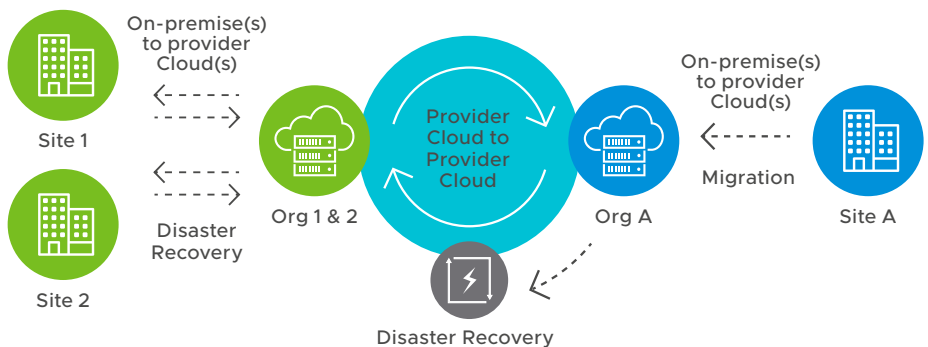 On-premise(s)
to provider
Cloud(s)
Site 1
Site 2
Disaster
Recovery
Org 1 & 2
Provider
Cloud to
Provider
Cloud
Disaster Recovery
Org A
On-premise(s)
to provider
Cloud(s)
Migration
Site A